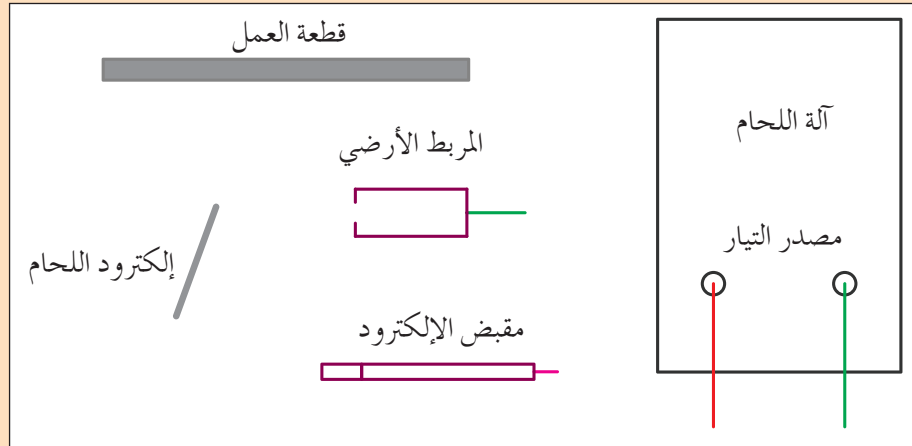 قطعة العمل
آلة اللحام
المربط الأرضي
مصدر التيار
إلكترود اللحام
مقبض الإلكترود